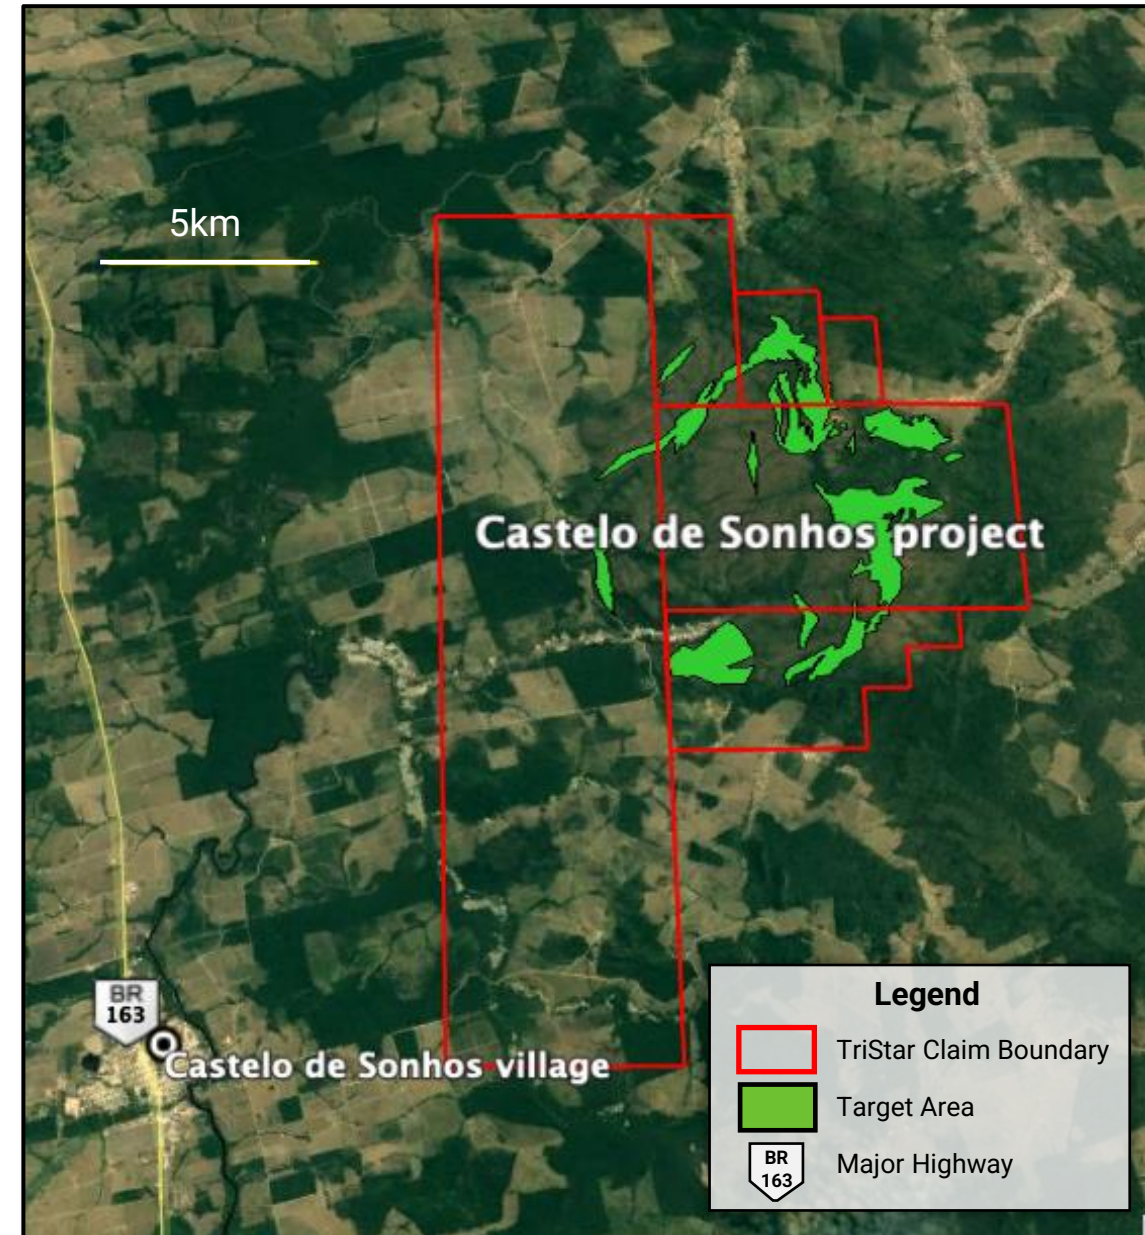 5km
Castelo de Sonhos project
BR
163
Castelo de Sonhos village
Legend
TriStar Claim Boundary
Target Area
BR
163
Major Highway